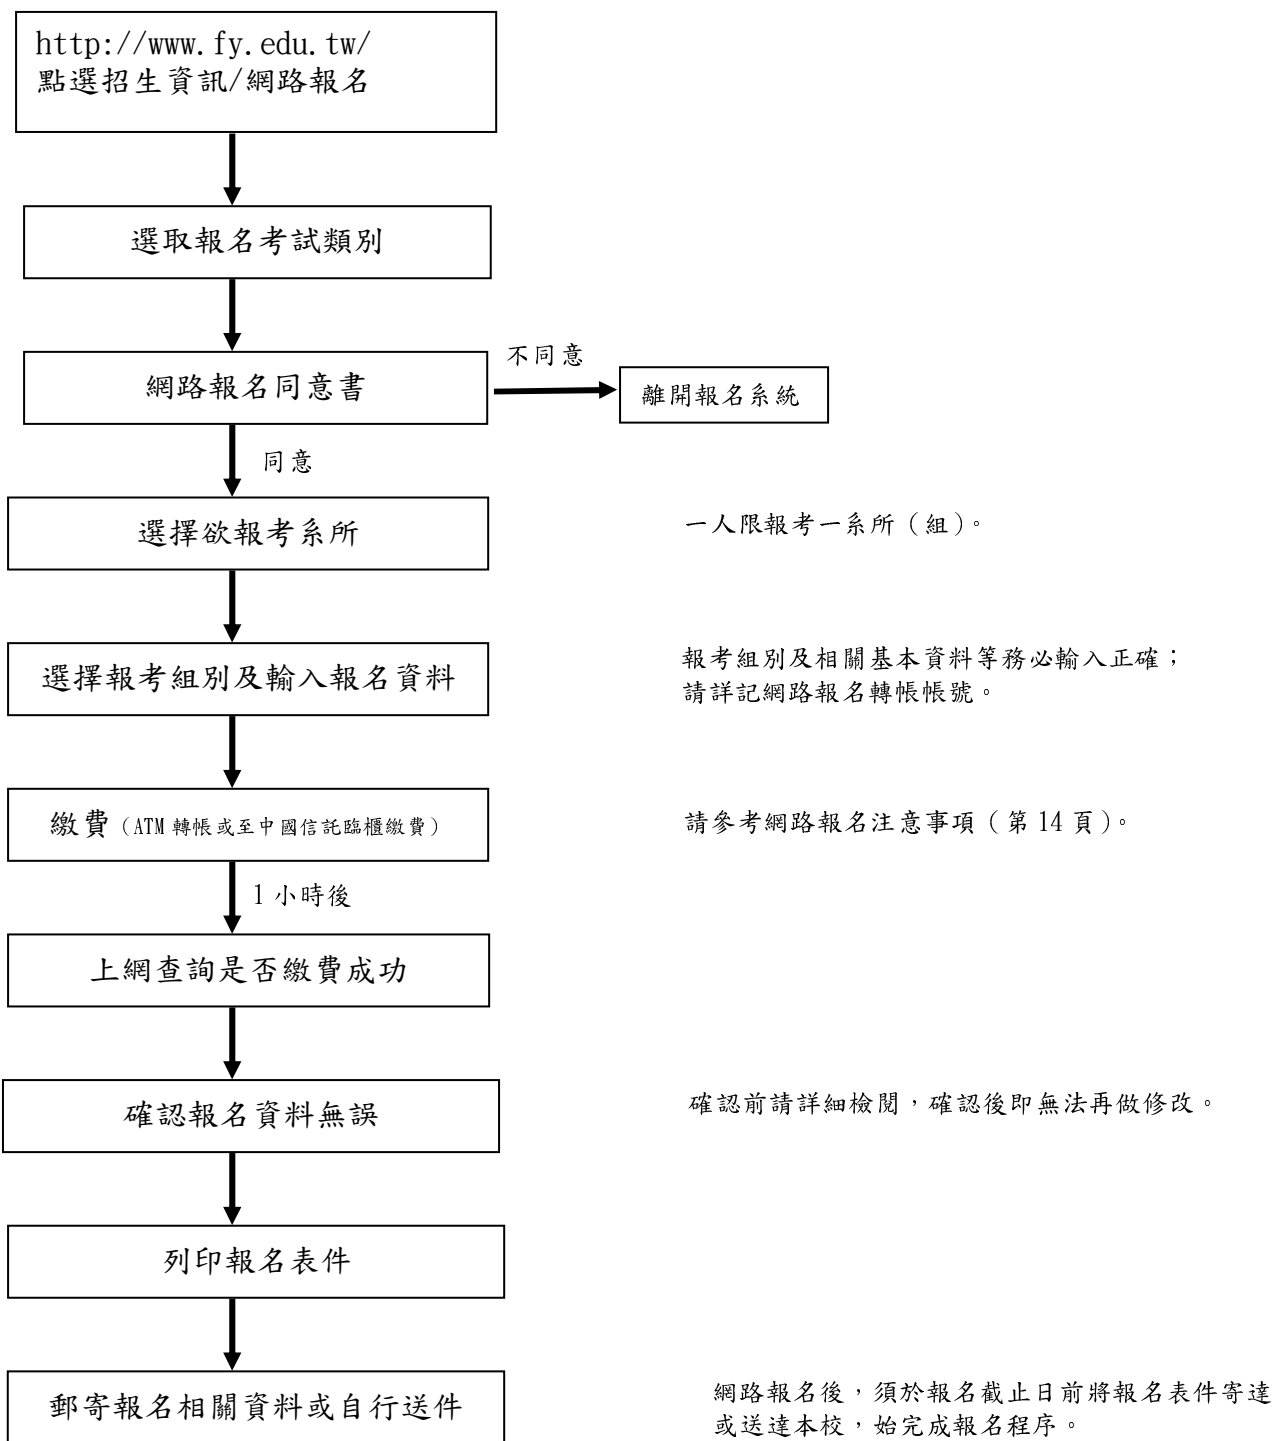 http://www.fy.edu.tw/
點選招生資訊/網路報名
選取報名考試類別
不同意
網路報名同意書
離開報名系統
同意
選擇欲報考系所
一人限報考一系所（組）。
選擇報考組別及輸入報名資料
報考組別及相關基本資料等務必輸入正確；
請詳記網路報名轉帳帳號。
繳費（ATM 轉帳或至中國信託臨櫃繳費）
請參考網路報名注意事項（第 14 頁）。
1 小時後
上網查詢是否繳費成功
確認報名資料無誤
確認前請詳細檢閱，確認後即無法再做修改。
列印報名表件
郵寄報名相關資料或自行送件
網路報名後，須於報名截止日前將報名表件寄達
或送達本校，始完成報名程序。